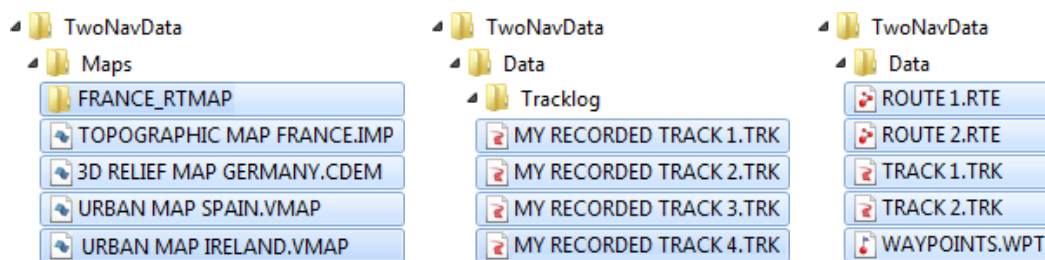 TwoNavData
Maps
FRANCE_RTMAP
TOPOGRAPHIC MAP FRANCE.IMP
3D RELIEF MAP GERMANY.CDEM
URBAN MAP SPAIN.VMAP
URBAN MAP IRELAND.VMAP
TwoNavData
Data
Tracklog
MY RECORDED TRACK 1.TRK
MY RECORDED TRACK 2.TRK
MY RECORDED TRACK 3.TRK
MY RECORDED TRACK 4.TRK
TwoNavData
Data
ROUTE 1.RTE
ROUTE 2.RTE
TRACK 1.TRK
TRACK 2.TRK
WAYPOINTS.WPT